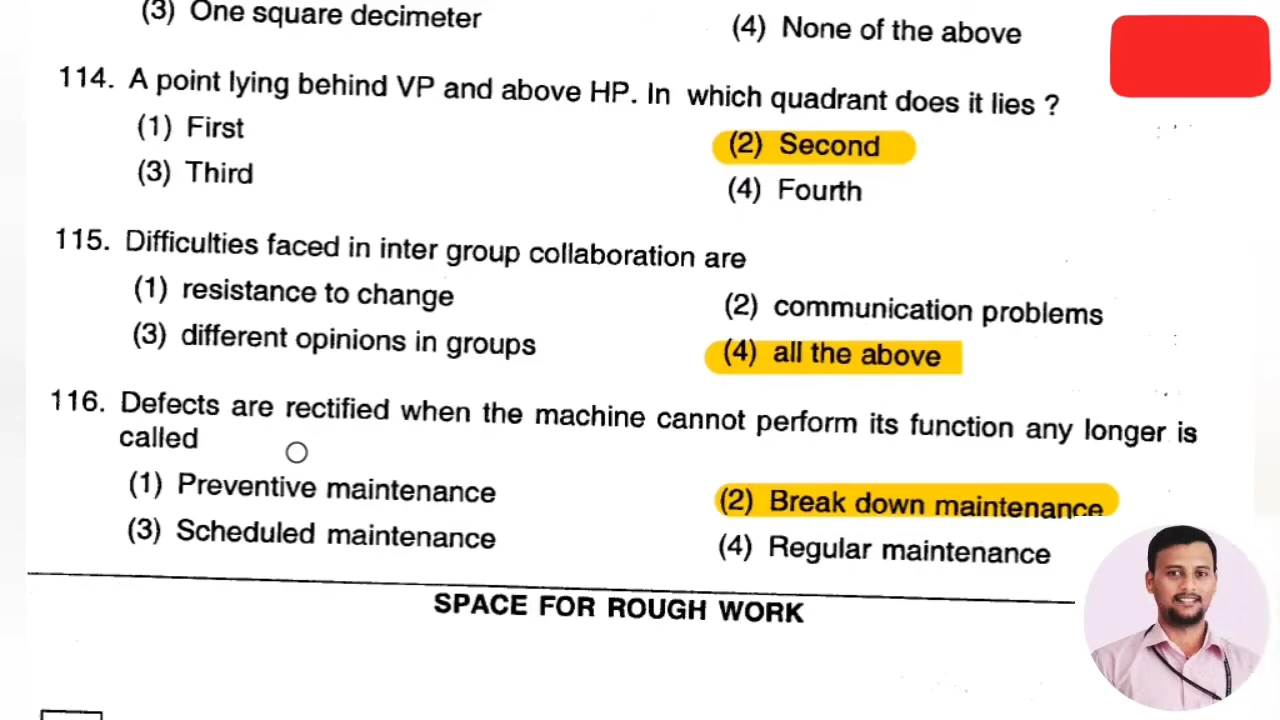 (3) One square decimeter
(4) None of the above
114. A point lying behind VP and above HP. In which quadrant does it lies ?
(1) First
(2) Second
(3) Third
(4) Fourth
115. Difficulties faced in inter group collaboration are
(1) resistance to change
(2) communication problems
(3) different opinions in groups
(4) all the above
116. Defects are rectified when the machine cannot perform its function any longer is
called
(1) Preventive maintenance
(2) Break down maintenance
(3) Scheduled maintenance
(4) Regular maintenance
SPACE FOR ROUGH WORK